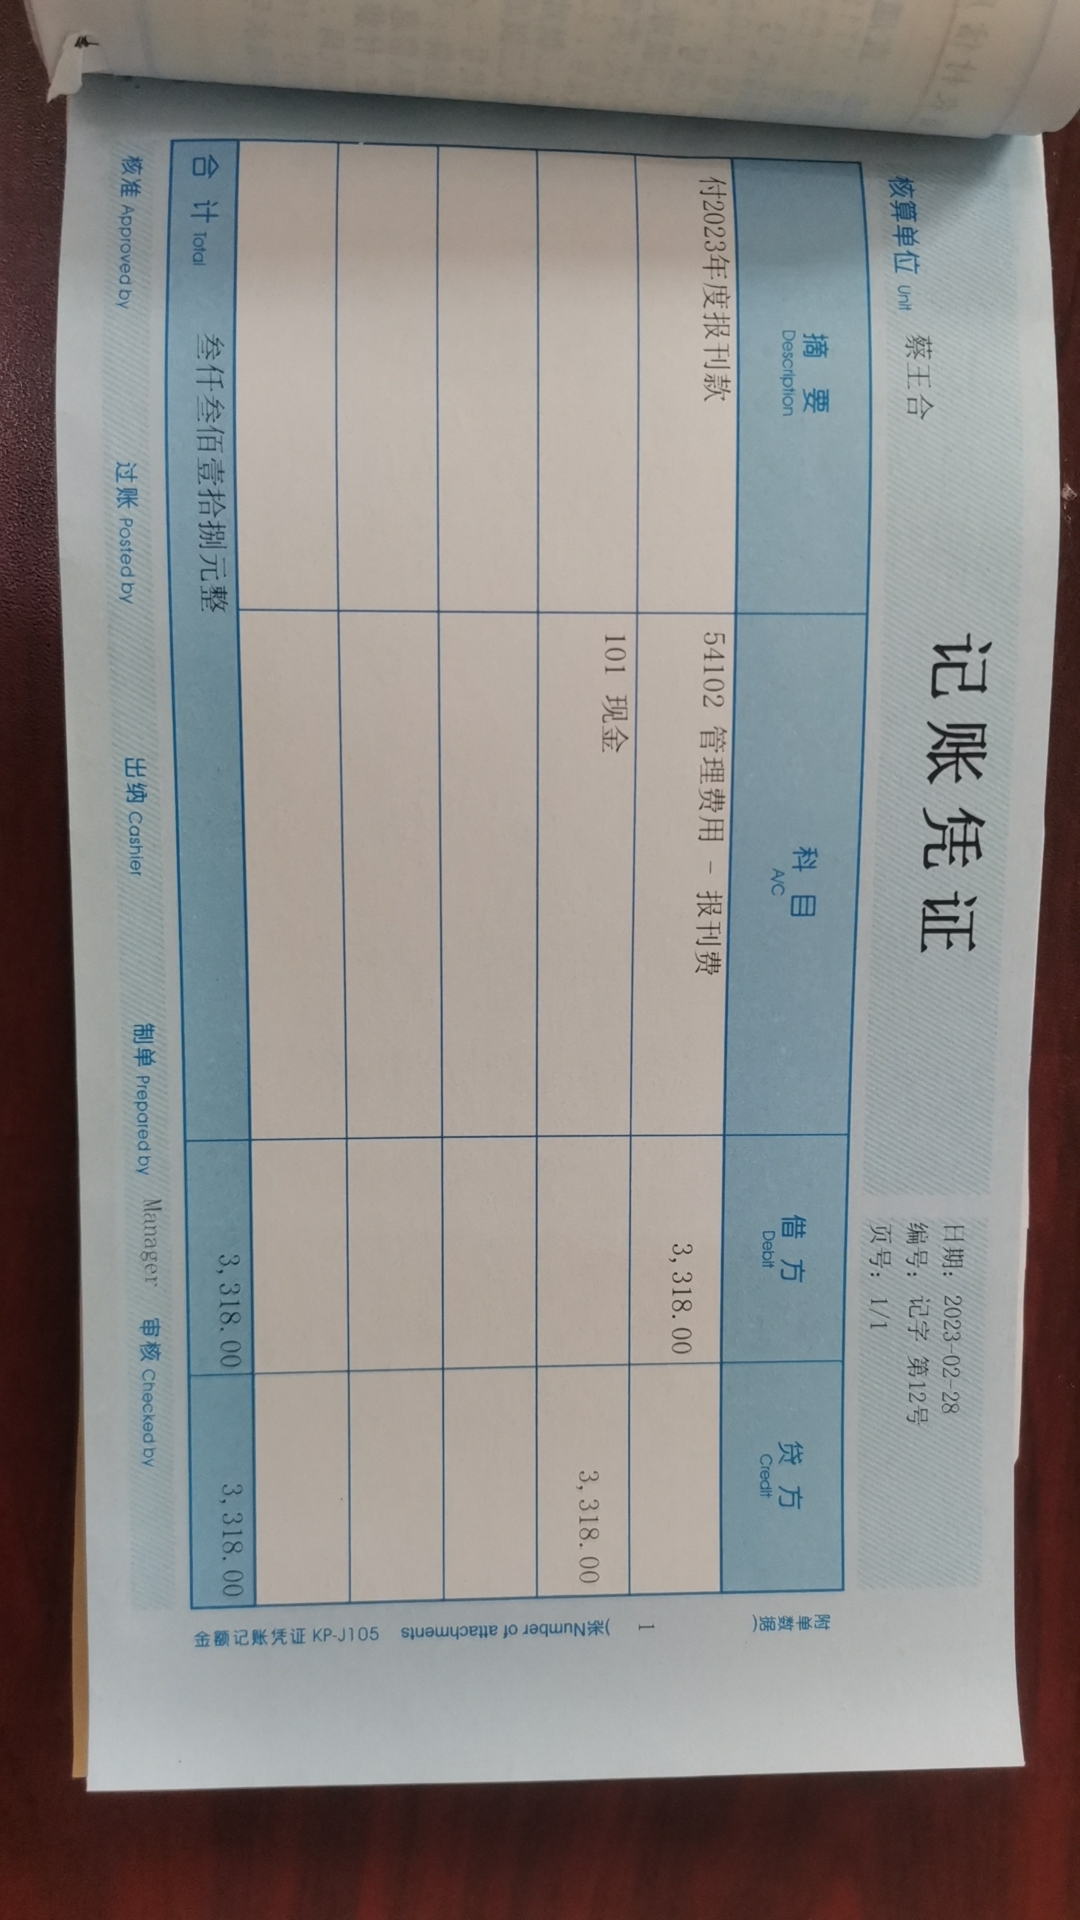 记账凭证
核算单位 Unit 蔡王合
日期：2023-02-28
编号：记字 第12号
页号：1/1
摘 要 Description 科 目 A/C 借 方 Debit 贷 方 Credit
付2023年度报刊款 54102 管理费用 - 报刊费 3,318.00
101 现金 3,318.00
合 计 Total 叁仟叁佰壹拾捌元整 3,318.00 3,318.00
核准 Approved by 过账 Posted by 出纳 Cashier 制单 Prepared by Manager 审核 Checked by
附单数据( 1 )张 Number of attachments
金额记账凭证 KP-J105